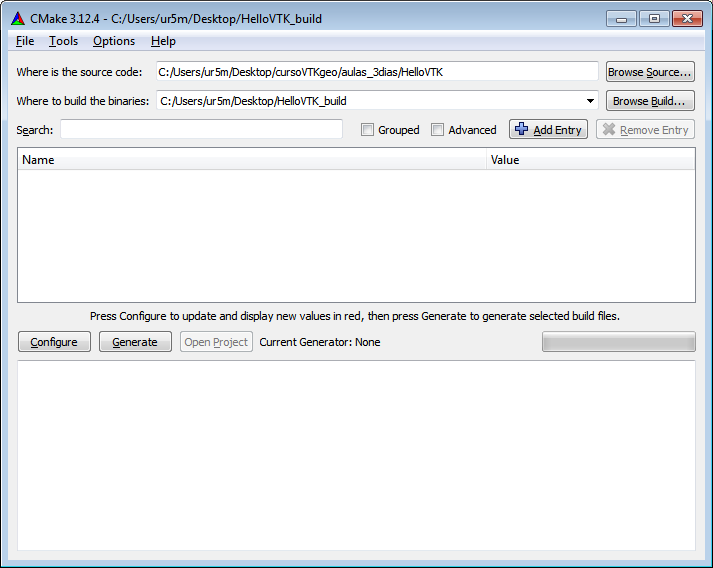 CMake 3.12.4 - C:/Users/ur5m/Desktop/HelloVTK_build
File Tools Options Help
Where is the source code: C:/Users/ur5m/Desktop/cursoVTKgeo/aulas_3dias/HelloVTK Browse Source...
Where to build the binaries: C:/Users/ur5m/Desktop/HelloVTK_build Browse Build...
Search: Grouped Advanced Add Entry Remove Entry
Name Value
Press Configure to update and display new values in red, then press Generate to generate selected build files.
Configure Generate Open Project Current Generator: None